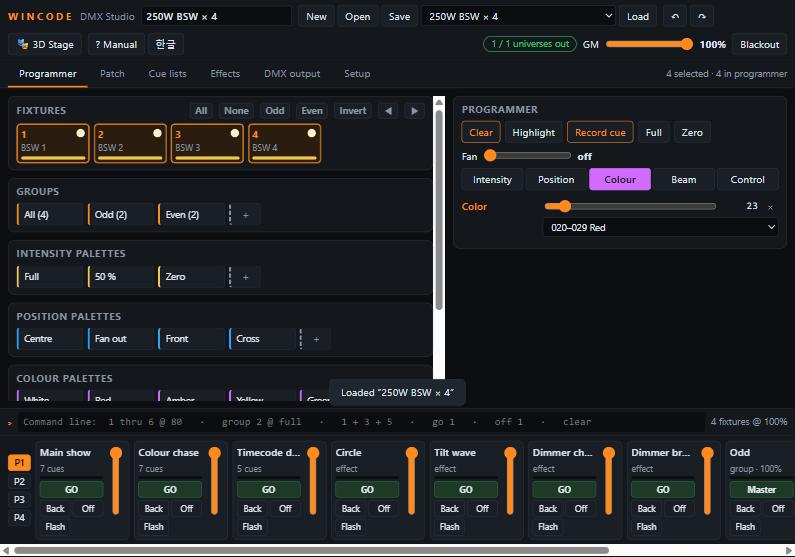 WINCODE DMX Studio 250W BSW × 4 New Open Save 250W BSW × 4 Load
3D Stage ? Manual 한글 1 / 1 universes out GM 100% Blackout
Programmer Patch Cue lists Effects DMX output Setup 4 selected · 4 in programmer
FIXTURES All None Odd Even Invert
1 2 3 4
BSW 1 BSW 2 BSW 3 BSW 4
GROUPS
All (4) Odd (2) Even (2) +
INTENSITY PALETTES
Full 50 % Zero +
POSITION PALETTES
Centre Fan out Front Cross +
COLOUR PALETTES
White Red Amber Yellow
PROGRAMMER
Clear Highlight Record cue Full Zero
Fan off
Intensity Position Colour Beam Control
Color 23 ×
020–029 Red
Loaded "250W BSW × 4"
> Command line: 1 thru 6 @ 80 · group 2 @ full · 1 + 3 + 5 · go 1 · off 1 · clear 4 fixtures @ 100%
P1
P2
P3
P4
Main show
7 cues
GO
Back Off
Flash
Colour chase
7 cues
GO
Back Off
Flash
Timecode d...
5 cues
GO
Back Off
Flash
Circle
effect
GO
Back Off
Flash
Tilt wave
effect
GO
Back Off
Flash
Dimmer ch...
effect
GO
Back Off
Flash
Dimmer br...
effect
GO
Back Off
Flash
Odd
group · 100%
Master
Back Off
Flash